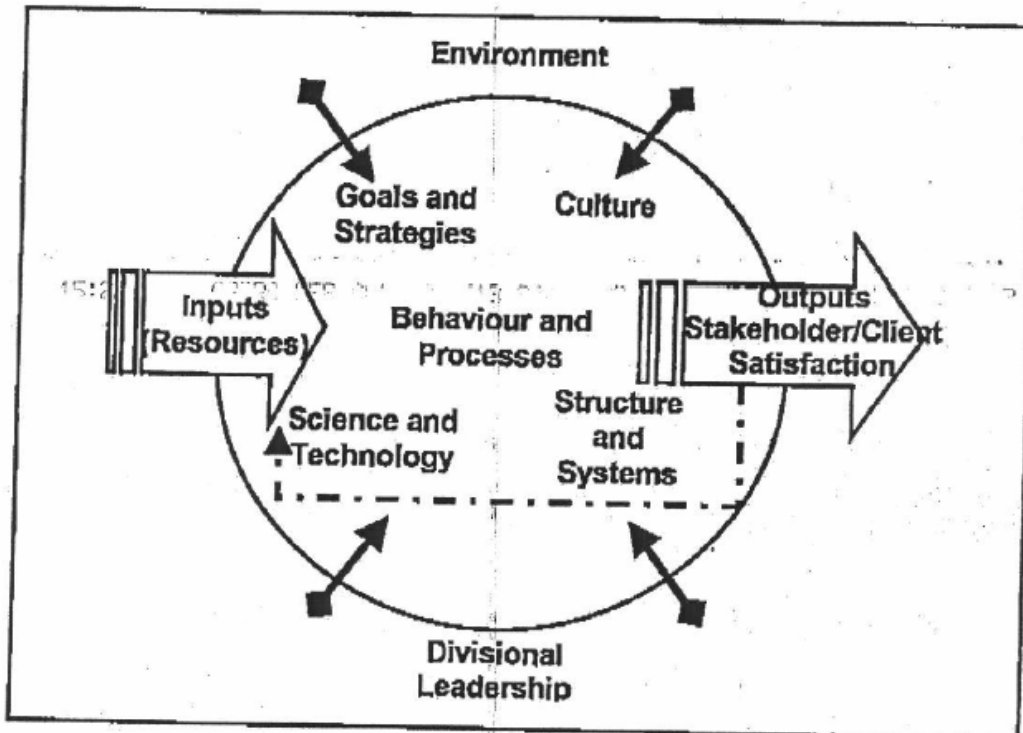 Environment
Goals and
Strategies
Culture
Inputs
(Resources)
Behaviour and
Processes
Outputs
Stakeholder/Client
Satisfaction
Science and
Technology
Structure
and
Systems
Divisional
Leadership